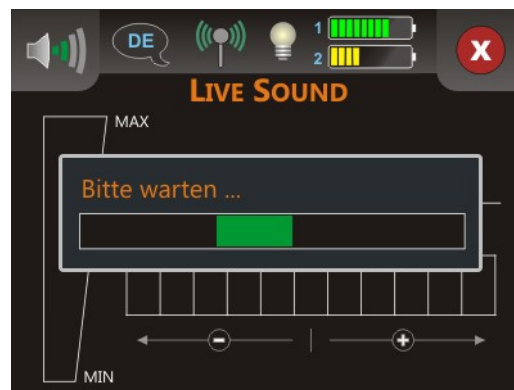 DE
1
2
X
LIVE SOUND
MAX
Bitte warten ...
MIN